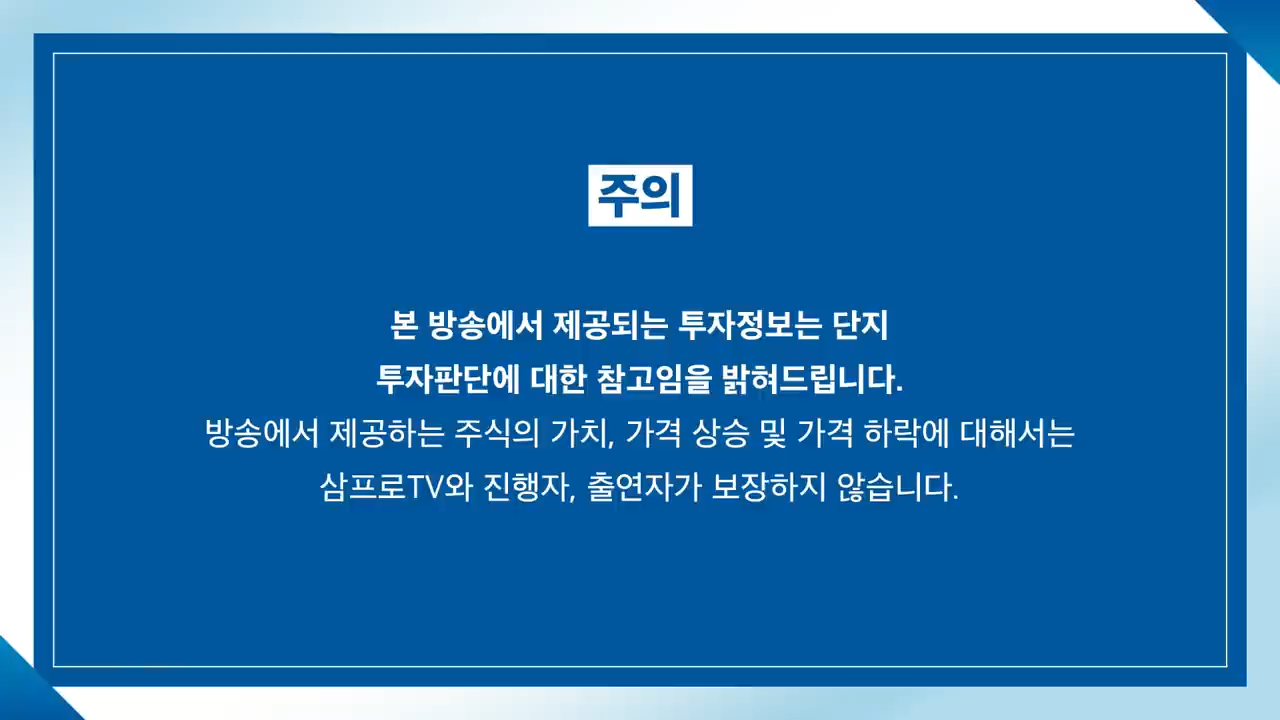 주의
본 방송에서 제공되는 투자정보는 단지
투자판단에 대한 참고임을 밝혀드립니다.
방송에서 제공하는 주식의 가치, 가격 상승 및 가격 하락에 대해서는
삼프로TV와 진행자, 출연자가 보장하지 않습니다.